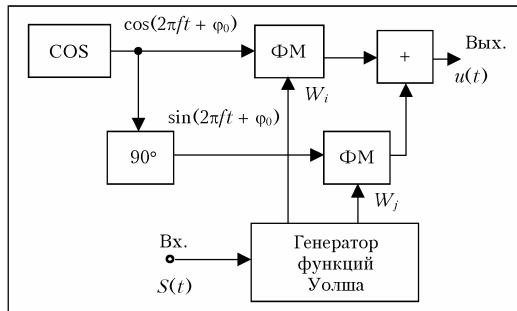 cos(2πft + φ₀)
COS
ФМ
+
Вых.
u(t)
Wᵢ
sin(2πft + φ₀)
90°
ФМ
Wⱼ
Вх.
S(t)
Генератор
функций
Уолша